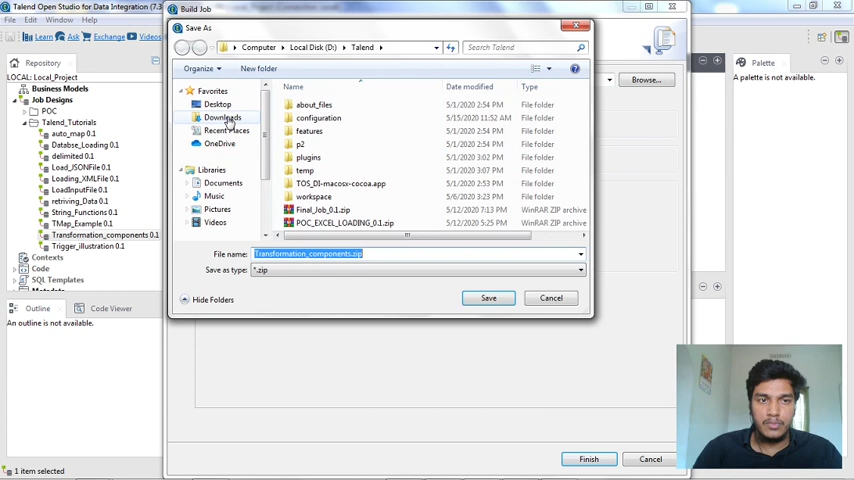 Talend Open Studio for Data Integration (7.3
File Edit Window Help
Learn Ask Exchange Videos
Repository
LOCAL: Local_Project
Business Models
Job Designs
POC
Talend_Tutorials
auto_map 0.1
Databse_Loading 0.1
delimited 0.1
Load_JSONFile 0.1
Loading_XMLFile 0.1
LoadInputFile 0.1
retriving_Data 0.1
String_Functions 0.1
TMap_Example 0.1
Transformation_components 0.1
Trigger_illustration 0.1
Contexts
Code
SQL Templates
Metadata
Outline Code Viewer
An outline is not available.
1 item selected
Build Job
Save As
Computer Local Disk (D:) Talend
Search Talend
Organize New folder
Favorites
Desktop
Downloads
Recent Places
OneDrive
Libraries
Documents
Music
Pictures
Videos
Name Date modified Type
about_files 5/1/2020 2:54 PM File folder
configuration 5/15/2020 11:52 AM File folder
features 5/1/2020 2:54 PM File folder
p2 5/1/2020 2:54 PM File folder
plugins 5/1/2020 3:02 PM File folder
temp 5/1/2020 2:54 PM File folder
TOS_DI-macosx-cocoa.app 5/1/2020 2:53 PM File folder
workspace 5/6/2020 3:23 PM File folder
Final_Job_0.1.zip 5/12/2020 7:13 PM WinRAR ZIP archive
POC_EXCEL_LOADING_0.1.zip 5/12/2020 5:25 PM WinRAR ZIP archive
File name: Transformation_components.zip
Save as type: *.zip
Hide Folders
Save
Cancel
Browse...
Finish
Cancel
Palette
A palette is not available.